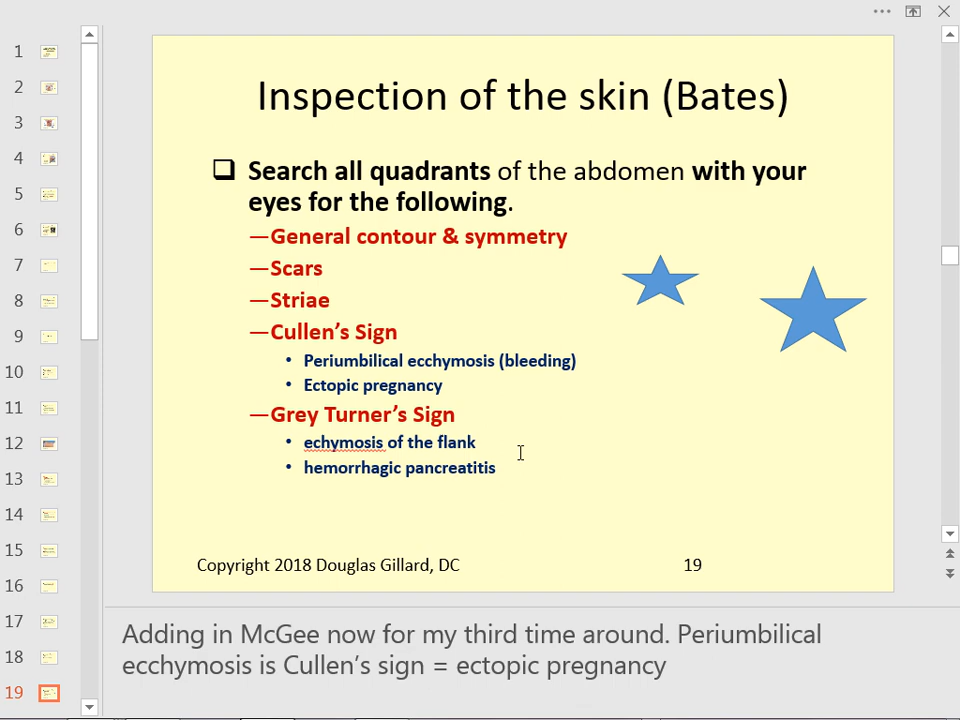 Inspection of the skin (Bates)
❑ Search all quadrants of the abdomen with your
eyes for the following.
—General contour & symmetry
—Scars
—Striae
—Cullen’s Sign
• Periumbilical ecchymosis (bleeding)
• Ectopic pregnancy
—Grey Turner’s Sign
• echymosis of the flank
• hemorrhagic pancreatitis
Copyright 2018 Douglas Gillard, DC 19
Adding in McGee now for my third time around. Periumbilical
ecchymosis is Cullen’s sign = ectopic pregnancy
1
2
3
4
5
6
7
8
9
10
11
12
13
14
15
16
17
18
19